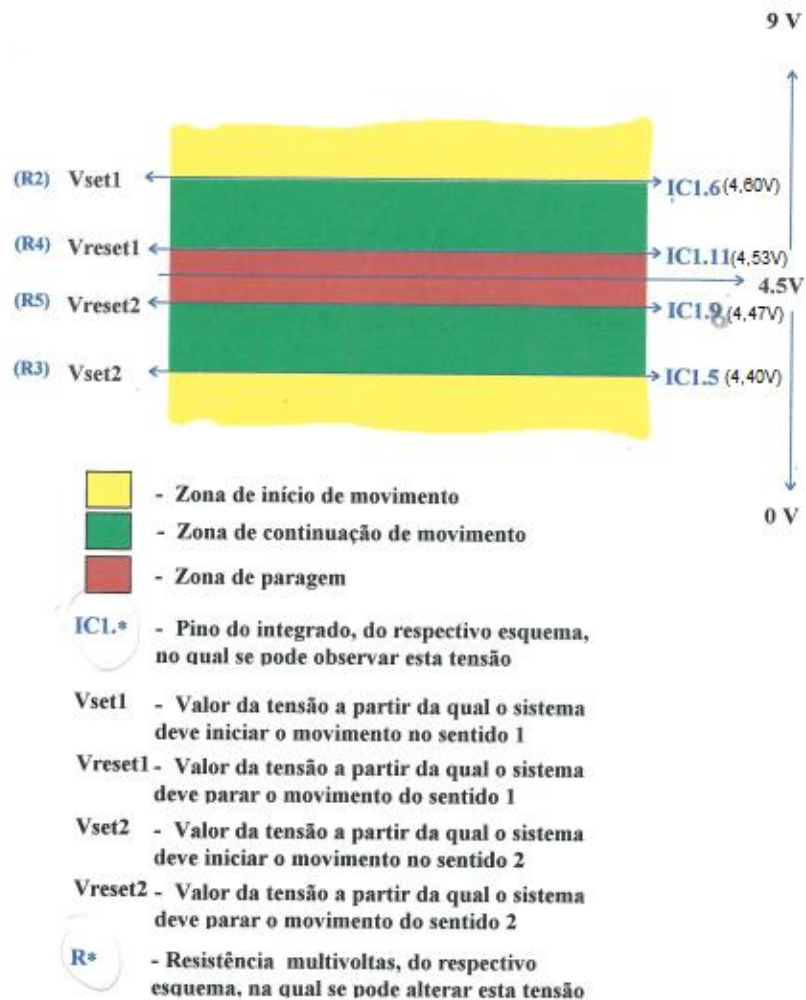 9 V
(R2) Vset1 IC1.6 (4,60V)
(R4) Vreset1 IC1.11 (4,53V)
4.5V
(R5) Vreset2 IC1.9 (4,47V)
(R3) Vset2 IC1.5 (4,40V)
0 V
- Zona de início de movimento
- Zona de continuação de movimento
- Zona de paragem
IC1.* - Pino do integrado, do respectivo esquema,
no qual se pode observar esta tensão
Vset1 - Valor da tensão a partir da qual o sistema
deve iniciar o movimento no sentido 1
Vreset1 - Valor da tensão a partir da qual o sistema
deve parar o movimento do sentido 1
Vset2 - Valor da tensão a partir da qual o sistema
deve iniciar o movimento no sentido 2
Vreset2 - Valor da tensão a partir da qual o sistema
deve parar o movimento do sentido 2
R* - Resistência multivoltas, do respectivo
esquema, na qual se pode alterar esta tensão